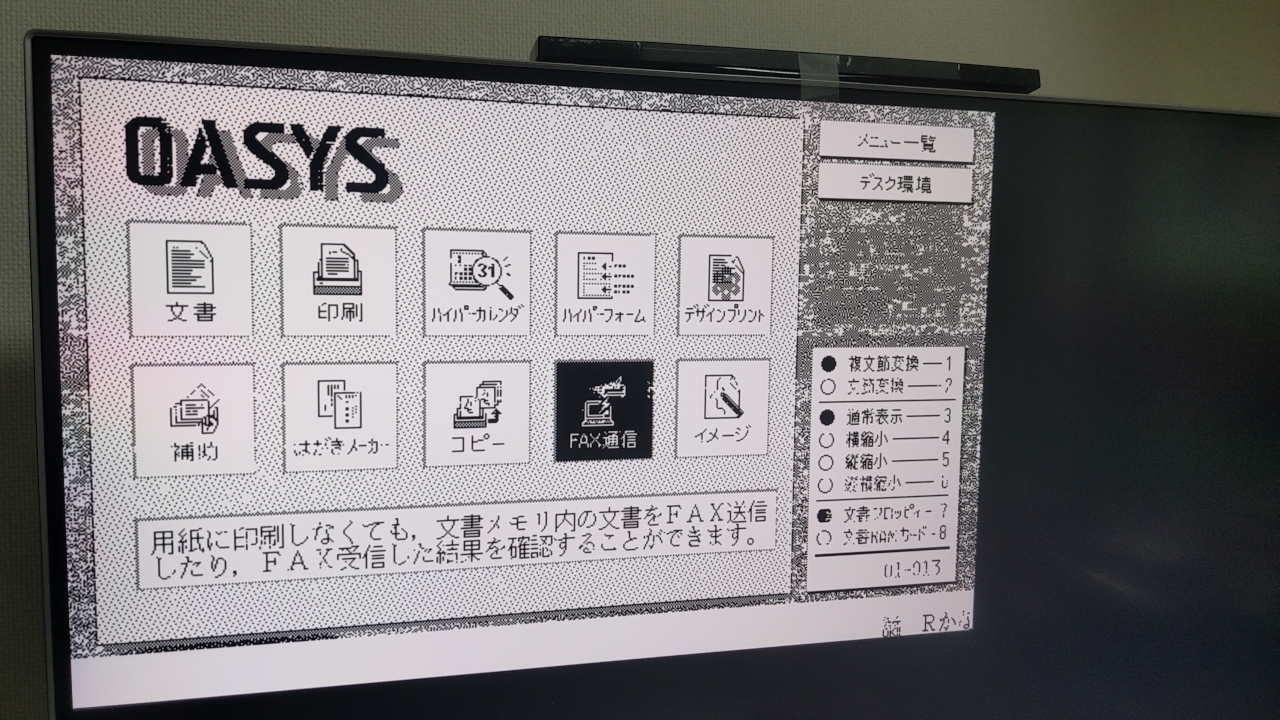 OASYS
メニュー一覧
デスク環境
文書
印刷
31
ハイパーカレンダ
ハイパーフォーム
デザインプリント
補助
はがきメーカー
コピー
FAX通信
イメージ
複文節変換 ― 1
文節変換 ― 2
通常表示 ― 3
横縮小 ― 4
縦縮小 ― 5
縦横縮小 ― 6
文書フロッピィ - 7
文書RAMカード - 8
01-013
用紙に印刷しなくても，文書メモリ内の文書をＦＡＸ送信
したり，ＦＡＸ受信した結果を確認することができます。
Ｒかな